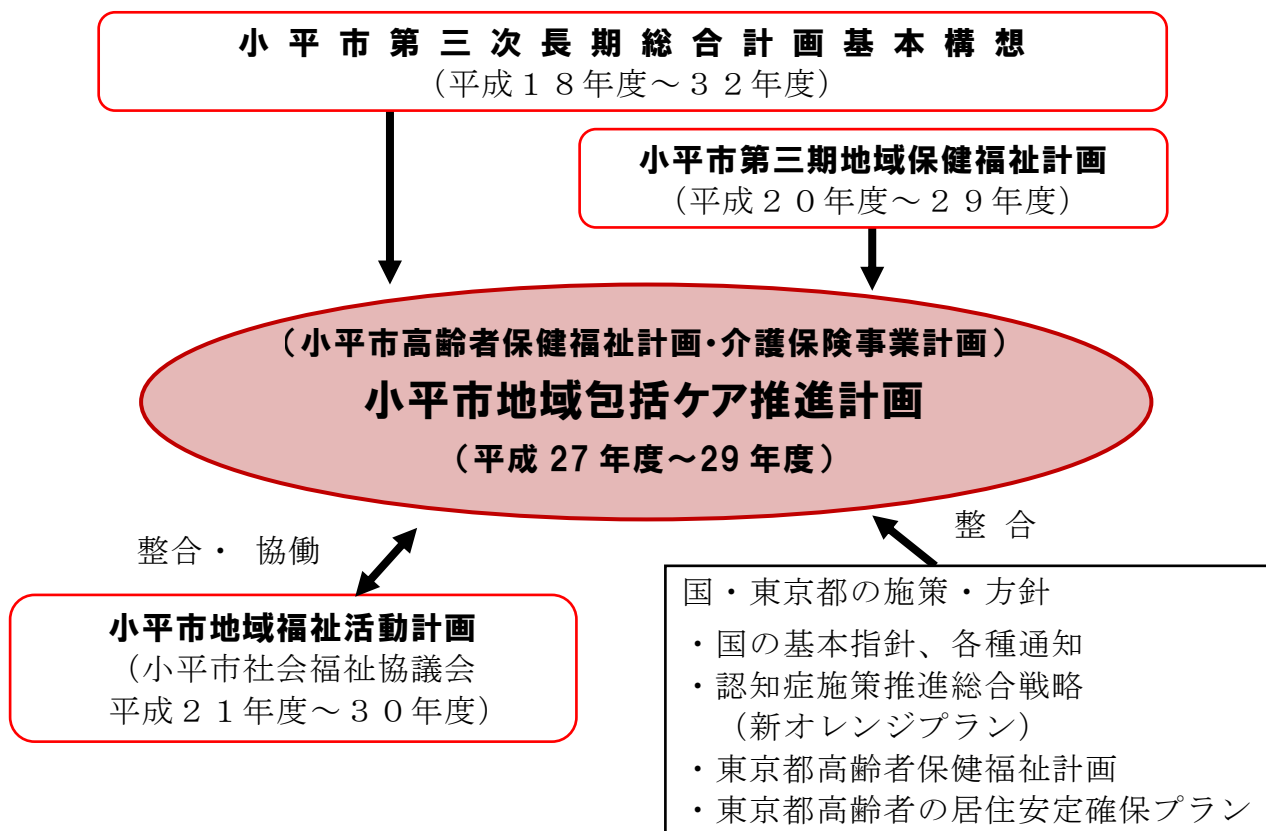 小平市第三次長期総合計画基本構想
（平成１８年度～３２年度）
小平市第三期地域保健福祉計画
（平成２０年度～２９年度）
（小平市高齢者保健福祉計画・介護保険事業計画）
小平市地域包括ケア推進計画
（平成 27 年度～29 年度）
整合・ 協働
整 合
小平市地域福祉活動計画
（小平市社会福祉協議会
平成２１年度～３０年度）
国・東京都の施策・方針
・国の基本指針、各種通知
・認知症施策推進総合戦略
（新オレンジプラン）
・東京都高齢者保健福祉計画
・東京都高齢者の居住安定確保プラン